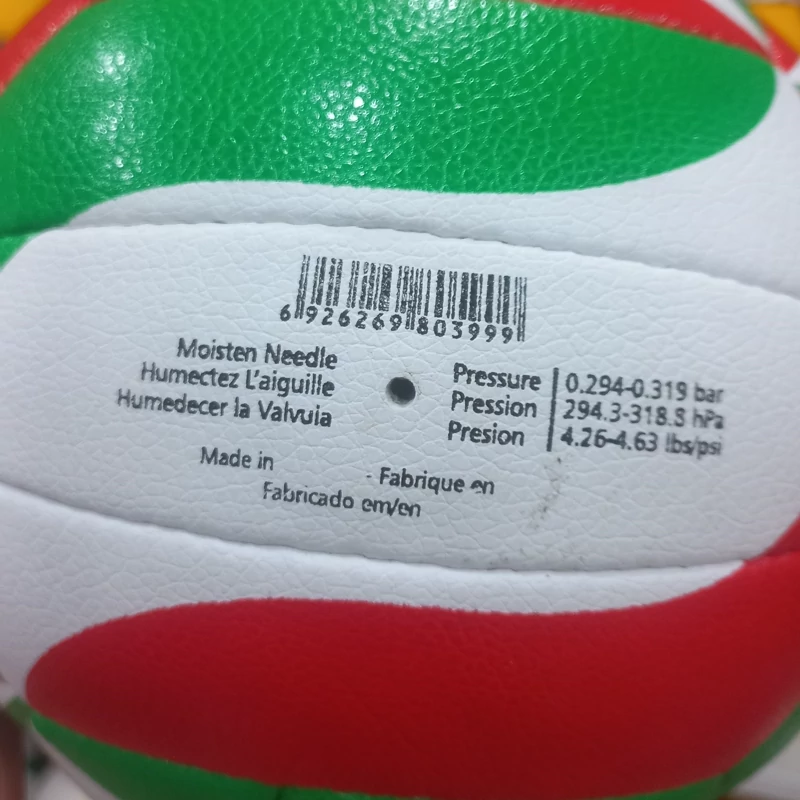 6 926269 803999
Moisten Needle
Humectez L'aiguille
Humedecer la Valvuia
Pressure 0.294-0.319 bar
Pression 294.3-318.8 hPa
Presion 4.26-4.63 lbs/psi
Made in - Fabrique en
Fabricado em/en